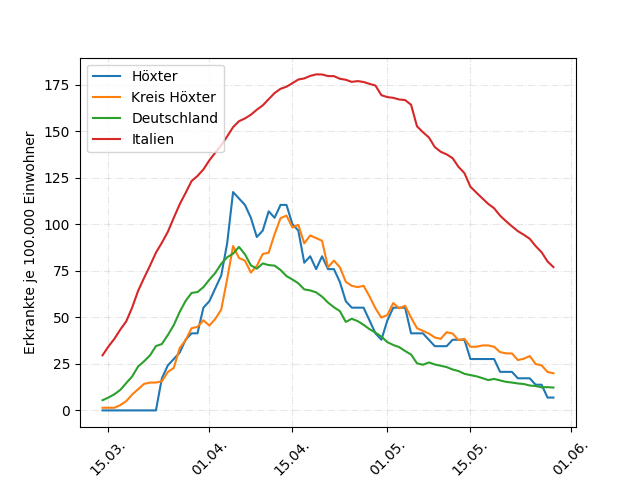 Höxter
Kreis Höxter
Deutschland
Italien
Erkrankte je 100.000 Einwohner
175
150
125
100
75
50
25
0
15.03.
01.04.
15.04.
01.05.
15.05.
01.06.